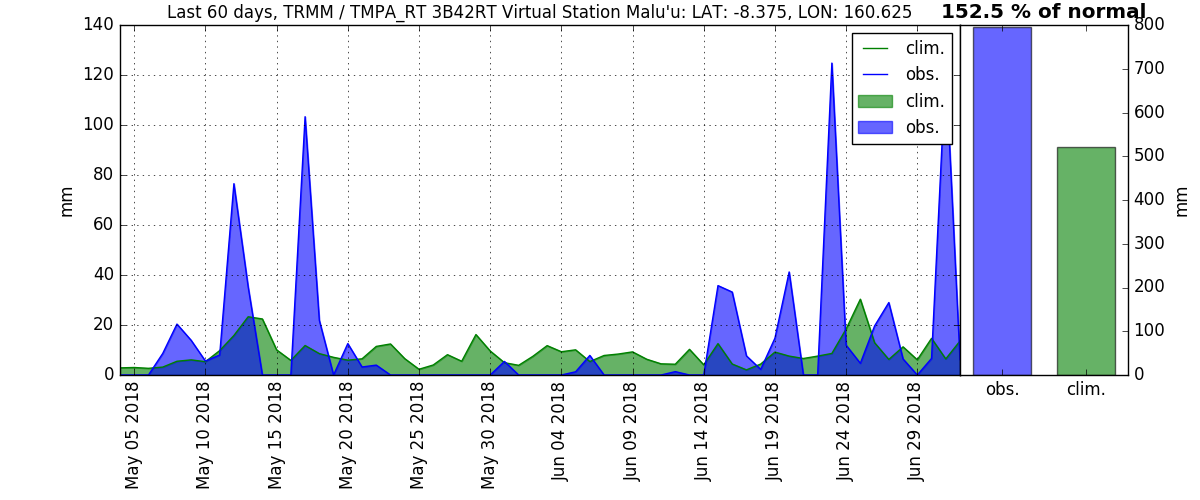 Last 60 days, TRMM / TMPA_RT 3B42RT Virtual Station Malu'u: LAT: -8.375, LON: 160.625
152.5 % of normal
140
120
100
80
60
40
20
0
mm
clim.
obs.
clim.
obs.
800
700
600
500
400
300
200
100
0
mm
May 05 2018
May 10 2018
May 15 2018
May 20 2018
May 25 2018
May 30 2018
Jun 04 2018
Jun 09 2018
Jun 14 2018
Jun 19 2018
Jun 24 2018
Jun 29 2018
obs.
clim.